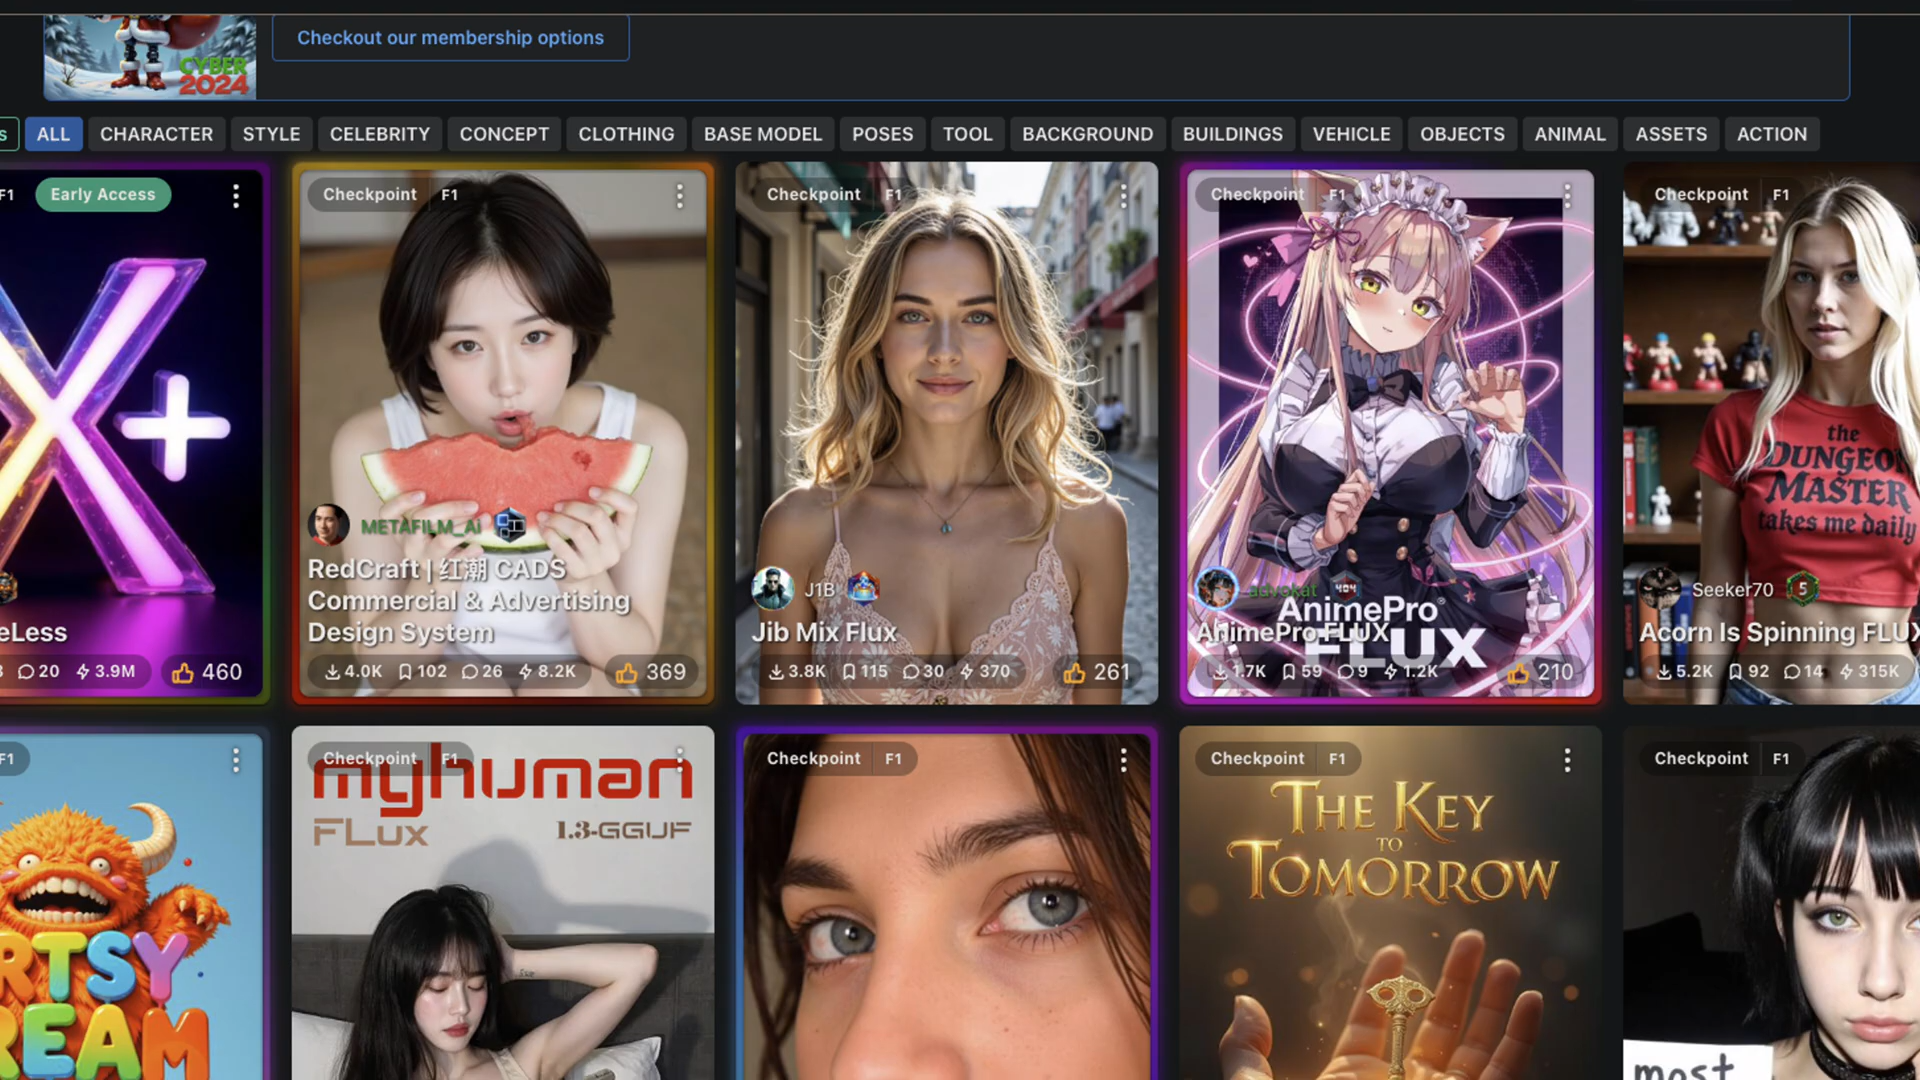 CYBER
2024
Checkout our membership options
ALL CHARACTER STYLE CELEBRITY CONCEPT CLOTHING BASE MODEL POSES TOOL BACKGROUND BUILDINGS VEHICLE OBJECTS ANIMAL ASSETS ACTION
F1 Early Access
X+
eLess
20 3.9M 460
Checkpoint F1
METAFILM_Ai
RedCraft | 红潮 CADS
Commercial & Advertising
Design System
4.0K 102 26 8.2K 369
Checkpoint F1
J1B
Jib Mix Flux
3.8K 115 30 370 261
Checkpoint F1
advokat
404
AnimePro
FLUX
AnimePro FLUX
1.7K 59 9 1.2K 210
Checkpoint F1
the
DUNGEON
MASTER
takes me daily
Seeker70 5
Acorn Is Spinning FLUX
5.2K 92 14 315K
F1
RTSY
REAM
Checkpoint F1
myhuman
FLux 1.3-GGUF
Checkpoint F1
Checkpoint F1
THE KEY
TO
TOMORROW
Checkpoint F1
most